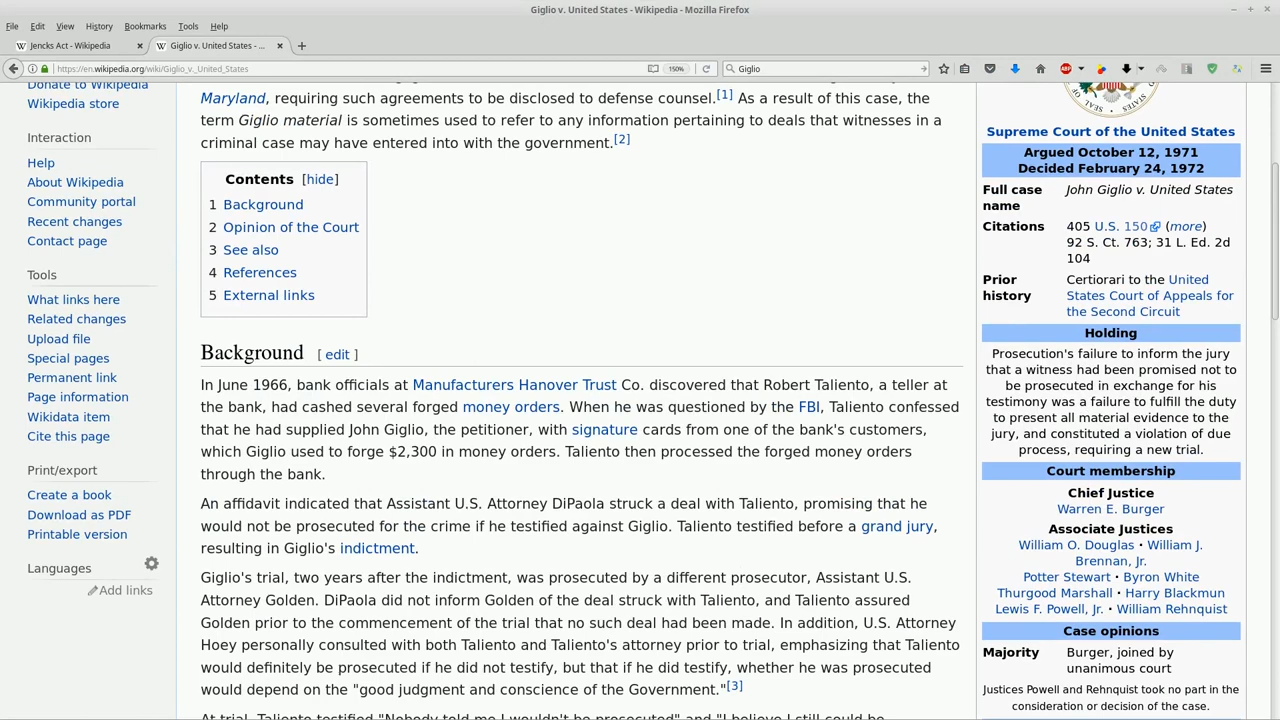 Giglio v. United States - Wikipedia - Mozilla Firefox
File Edit View History Bookmarks Tools Help
Jencks Act - Wikipedia
Giglio v. United States - ...
https://en.wikipedia.org/wiki/Giglio_v._United_States
150%
Giglio
Donate to Wikipedia
Wikipedia store
Interaction
Help
About Wikipedia
Community portal
Recent changes
Contact page
Tools
What links here
Related changes
Upload file
Special pages
Permanent link
Page information
Wikidata item
Cite this page
Print/export
Create a book
Download as PDF
Printable version
Languages
Add links
Maryland, requiring such agreements to be disclosed to defense counsel.[1] As a result of this case, the
term Giglio material is sometimes used to refer to any information pertaining to deals that witnesses in a
criminal case may have entered into with the government.[2]
Contents [hide]
1 Background
2 Opinion of the Court
3 See also
4 References
5 External links
Background [ edit ]
In June 1966, bank officials at Manufacturers Hanover Trust Co. discovered that Robert Taliento, a teller at
the bank, had cashed several forged money orders. When he was questioned by the FBI, Taliento confessed
that he had supplied John Giglio, the petitioner, with signature cards from one of the bank's customers,
which Giglio used to forge $2,300 in money orders. Taliento then processed the forged money orders
through the bank.
An affidavit indicated that Assistant U.S. Attorney DiPaola struck a deal with Taliento, promising that he
would not be prosecuted for the crime if he testified against Giglio. Taliento testified before a grand jury,
resulting in Giglio's indictment.
Giglio's trial, two years after the indictment, was prosecuted by a different prosecutor, Assistant U.S.
Attorney Golden. DiPaola did not inform Golden of the deal struck with Taliento, and Taliento assured
Golden prior to the commencement of the trial that no such deal had been made. In addition, U.S. Attorney
Hoey personally consulted with both Taliento and Taliento's attorney prior to trial, emphasizing that Taliento
would definitely be prosecuted if he did not testify, but that if he did testify, whether he was prosecuted
would depend on the "good judgment and conscience of the Government."[3]
At trial, Taliento testified "Nobody told me I wouldn't be prosecuted" and "I believe I still could be
Supreme Court of the United States
Argued October 12, 1971
Decided February 24, 1972
Full case name
John Giglio v. United States
Citations
405 U.S. 150 (more)
92 S. Ct. 763; 31 L. Ed. 2d
104
Prior history
Certiorari to the United
States Court of Appeals for
the Second Circuit
Holding
Prosecution's failure to inform the jury
that a witness had been promised not to
be prosecuted in exchange for his
testimony was a failure to fulfill the duty
to present all material evidence to the
jury, and constituted a violation of due
process, requiring a new trial.
Court membership
Chief Justice
Warren E. Burger
Associate Justices
William O. Douglas · William J.
Brennan, Jr.
Potter Stewart · Byron White
Thurgood Marshall · Harry Blackmun
Lewis F. Powell, Jr. · William Rehnquist
Case opinions
Majority
Burger, joined by
unanimous court
Justices Powell and Rehnquist took no part in the
consideration or decision of the case.